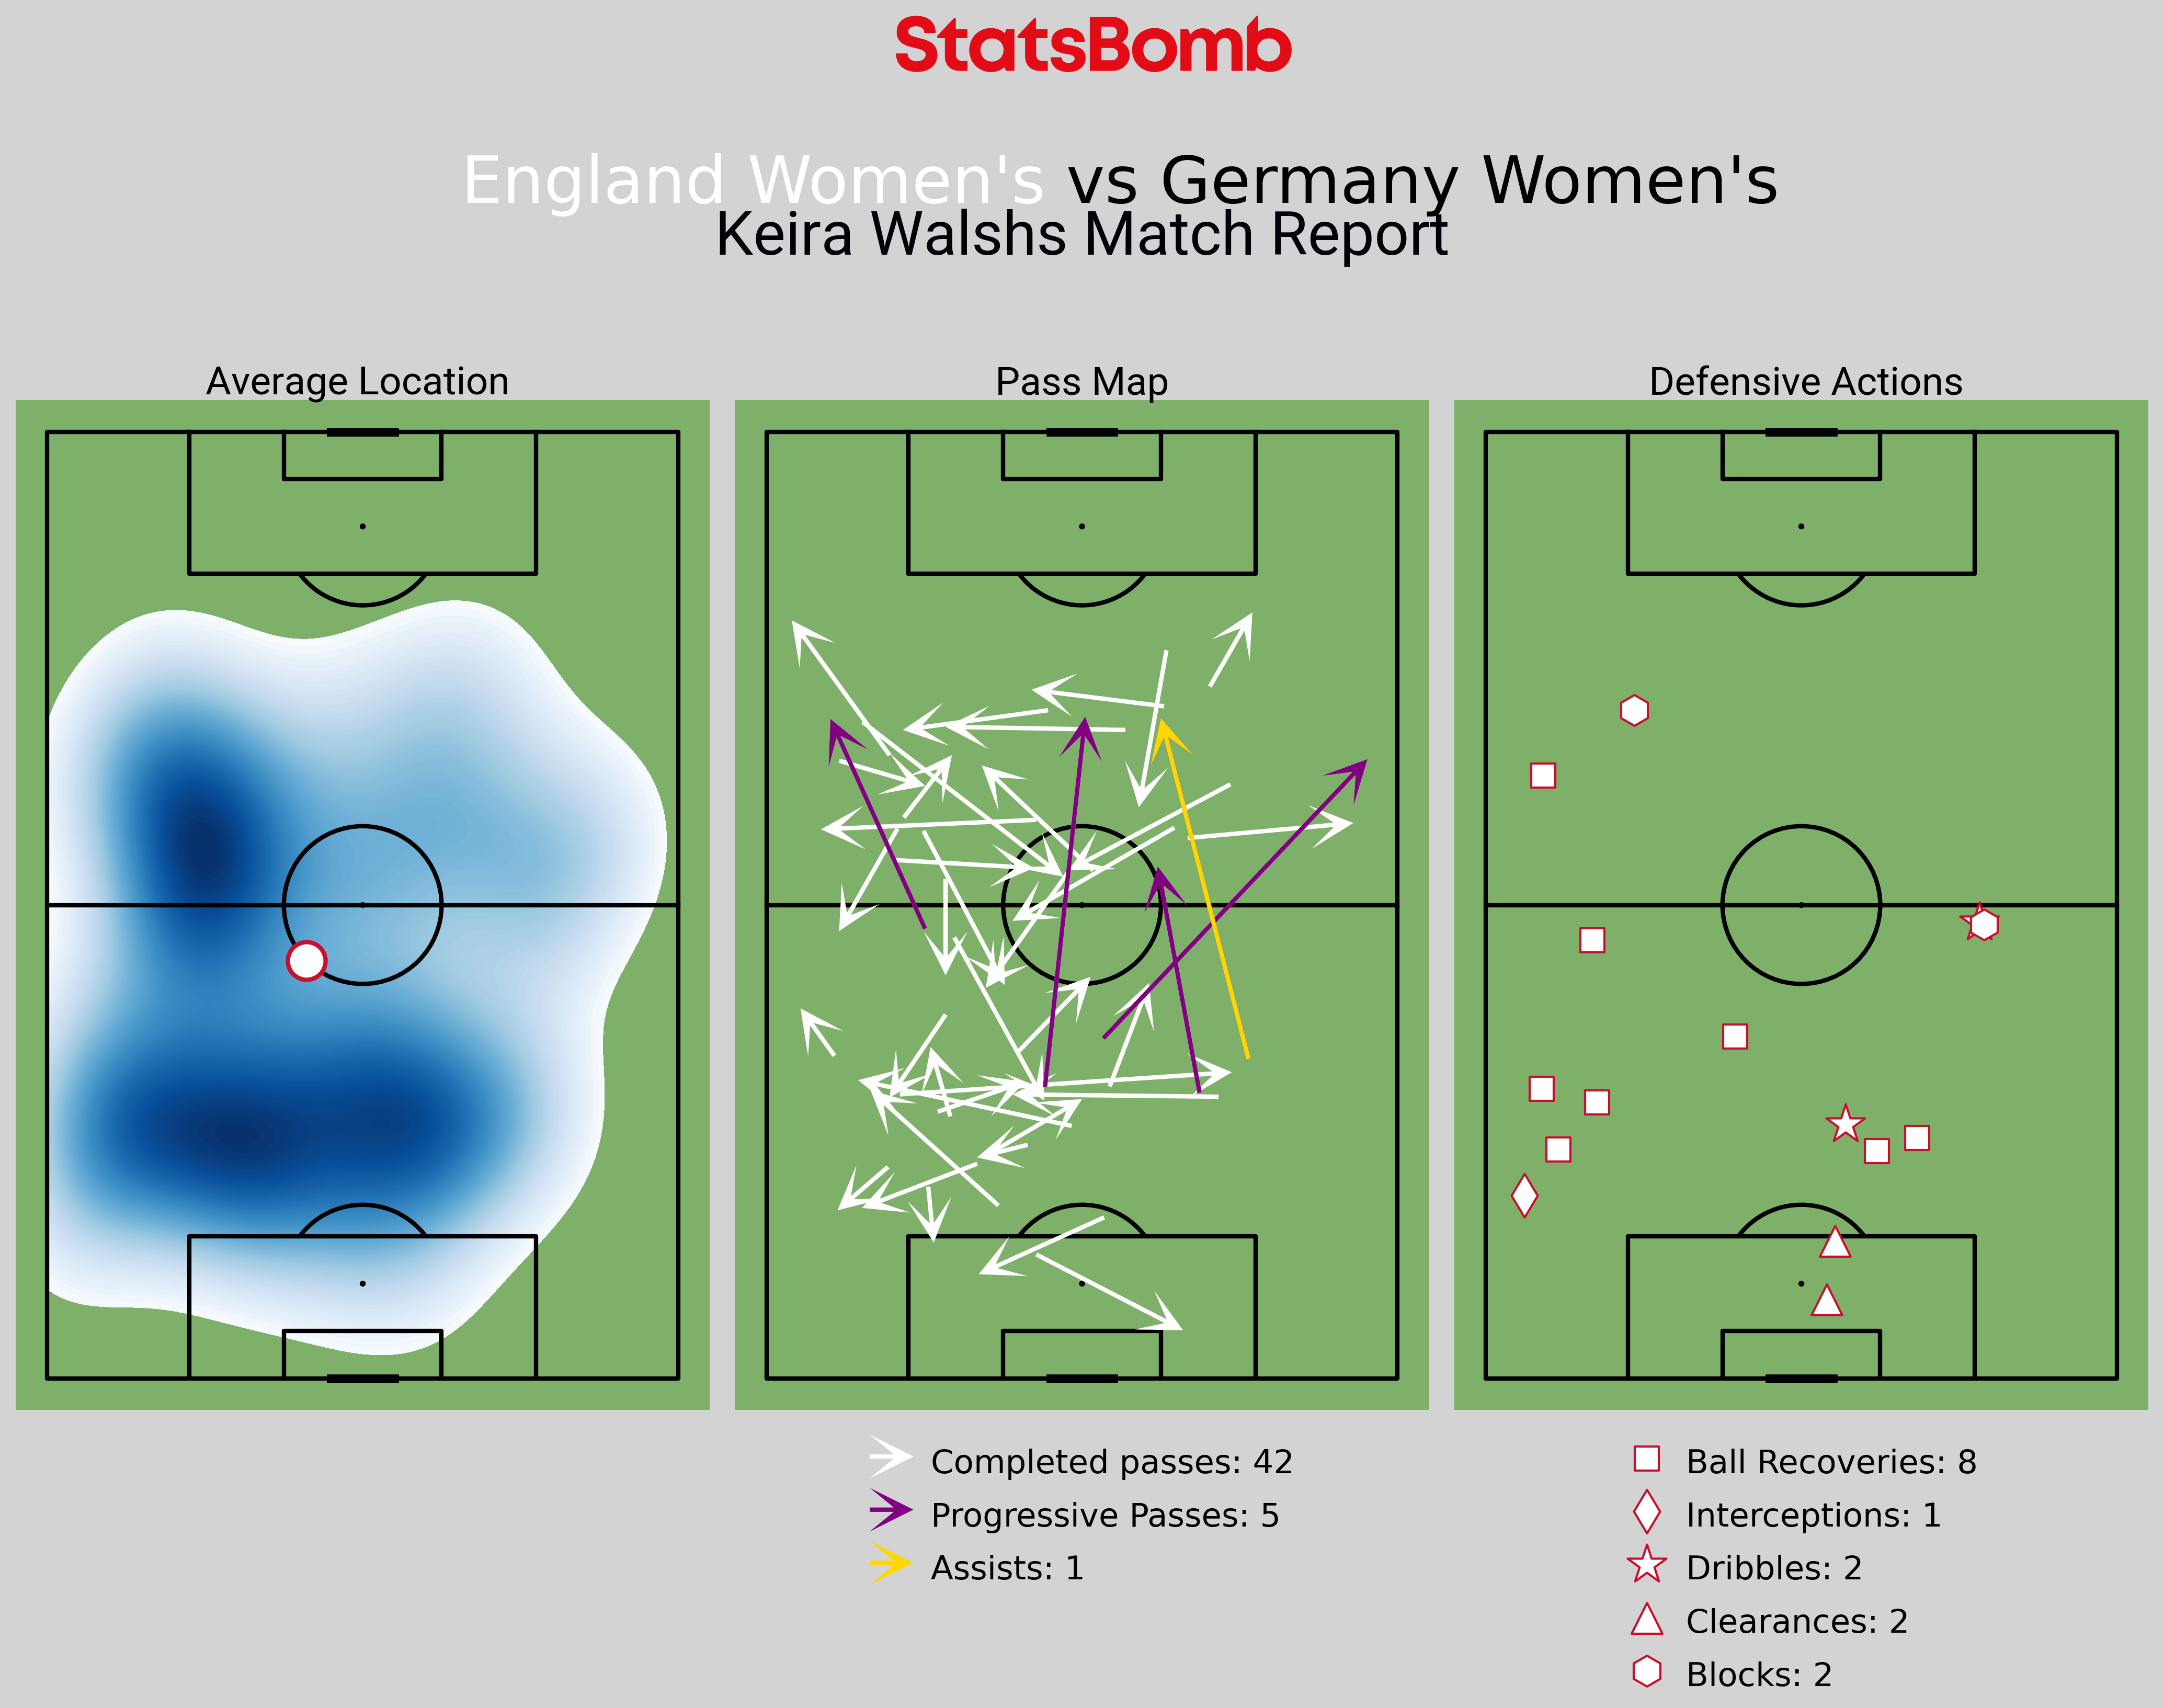 StatsBomb
England Women's vs Germany Women's
Keira Walshs Match Report
Average Location
Pass Map
Defensive Actions
Completed passes: 42
Progressive Passes: 5
Assists: 1
Ball Recoveries: 8
Interceptions: 1
Dribbles: 2
Clearances: 2
Blocks: 2